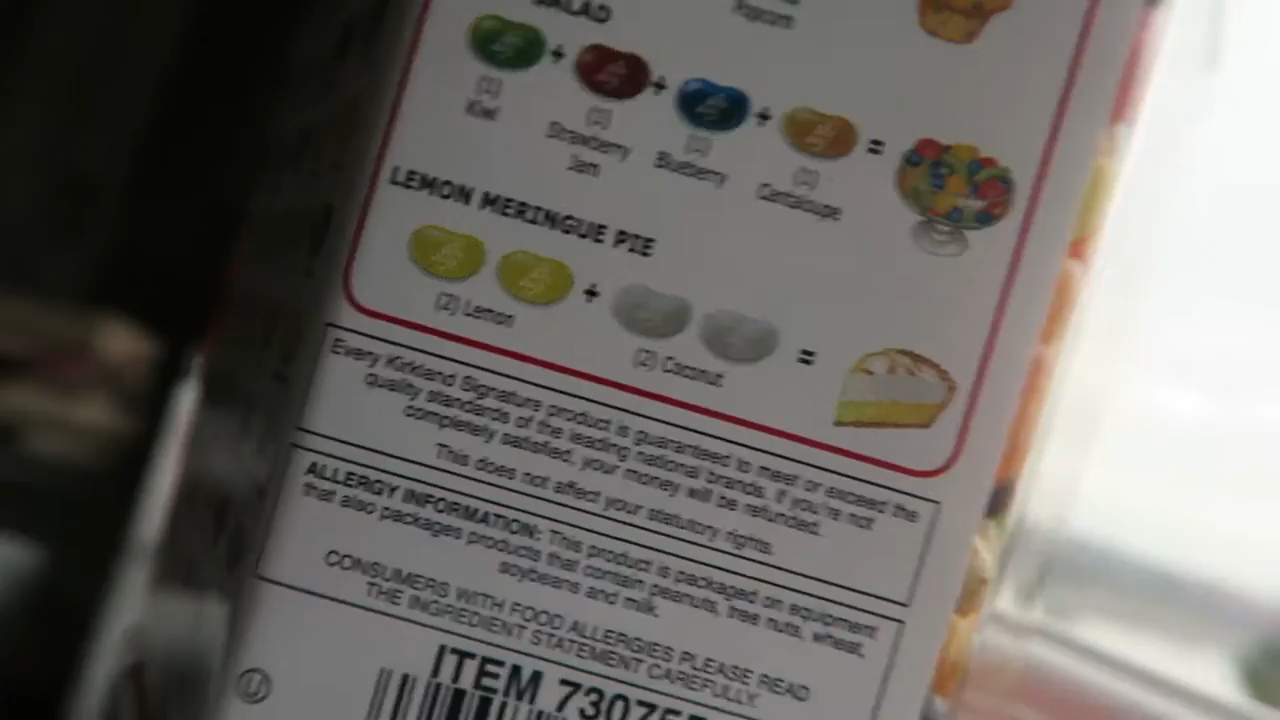 SALAD
+ + + =
(1)
Kiwi
(1)
Strawberry
Jam
(1)
Blueberry
(1)
Cantaloupe
LEMON MERINGUE PIE
+ =
(2) Lemon
(2) Coconut
Every Kirkland Signature product is guaranteed to meet or exceed the
quality standards of the leading national brands. If you're not
completely satisfied, your money will be refunded.
This does not affect your statutory rights.
ALLERGY INFORMATION: This product is packaged on equipment
that also packages products that contain peanuts, tree nuts, wheat,
soybeans and milk.
CONSUMERS WITH FOOD ALLERGIES PLEASE READ
THE INGREDIENT STATEMENT CAREFULLY.
U
ITEM